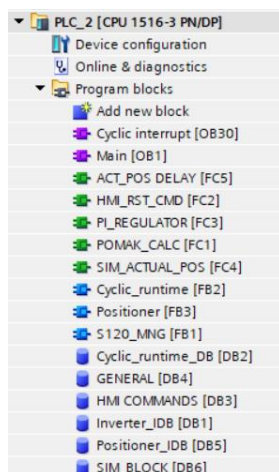 PLC_2 [CPU 1516-3 PN/DP]
Device configuration
Online & diagnostics
Program blocks
Add new block
Cyclic interrupt [OB30]
Main [OB1]
ACT_POS DELAY [FC5]
HMI_RST_CMD [FC2]
PI_REGULATOR [FC3]
POMAK_CALC [FC1]
SIM_ACTUAL_POS [FC4]
Cyclic_runtime [FB2]
Positioner [FB3]
S120_MNG [FB1]
Cyclic_runtime_DB [DB2]
GENERAL [DB4]
HMI COMMANDS [DB3]
Inverter_IDB [DB1]
Positioner_IDB [DB5]
SIM_BLOCK [DB6]